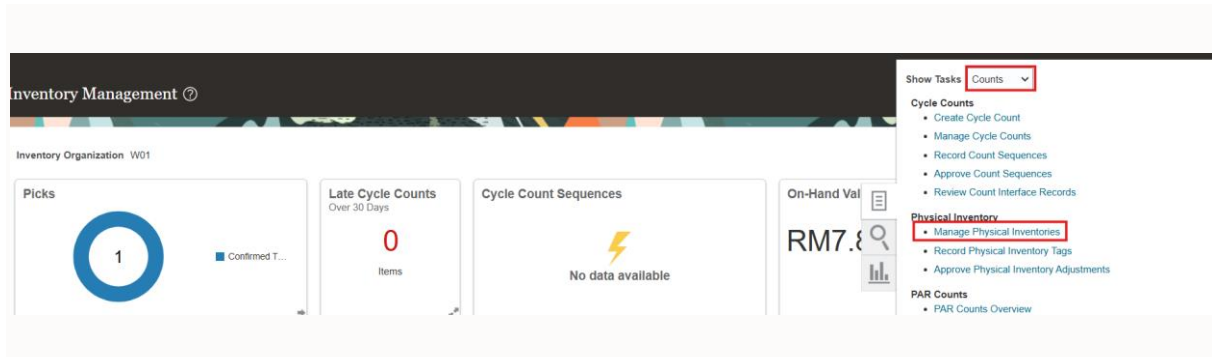 Inventory Management
Inventory Organization W01
Picks
1
Confirmed T...
Late Cycle Counts
Over 30 Days
0
Items
Cycle Count Sequences
No data available
On-Hand Val
RM7.8
Show Tasks Counts
Cycle Counts
Create Cycle Count
Manage Cycle Counts
Record Count Sequences
Approve Count Sequences
Review Count Interface Records
Physical Inventory
Manage Physical Inventories
Record Physical Inventory Tags
Approve Physical Inventory Adjustments
PAR Counts
PAR Counts Overview